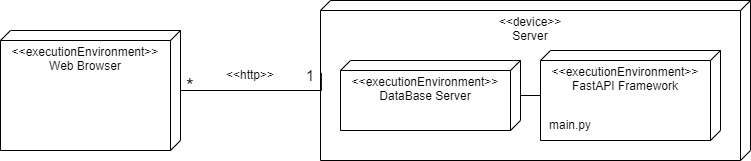 <<executionEnvironment>>
Web Browser
*
<<http>>
1
<<device>>
Server
<<executionEnvironment>>
DataBase Server
<<executionEnvironment>>
FastAPI Framework
main.py